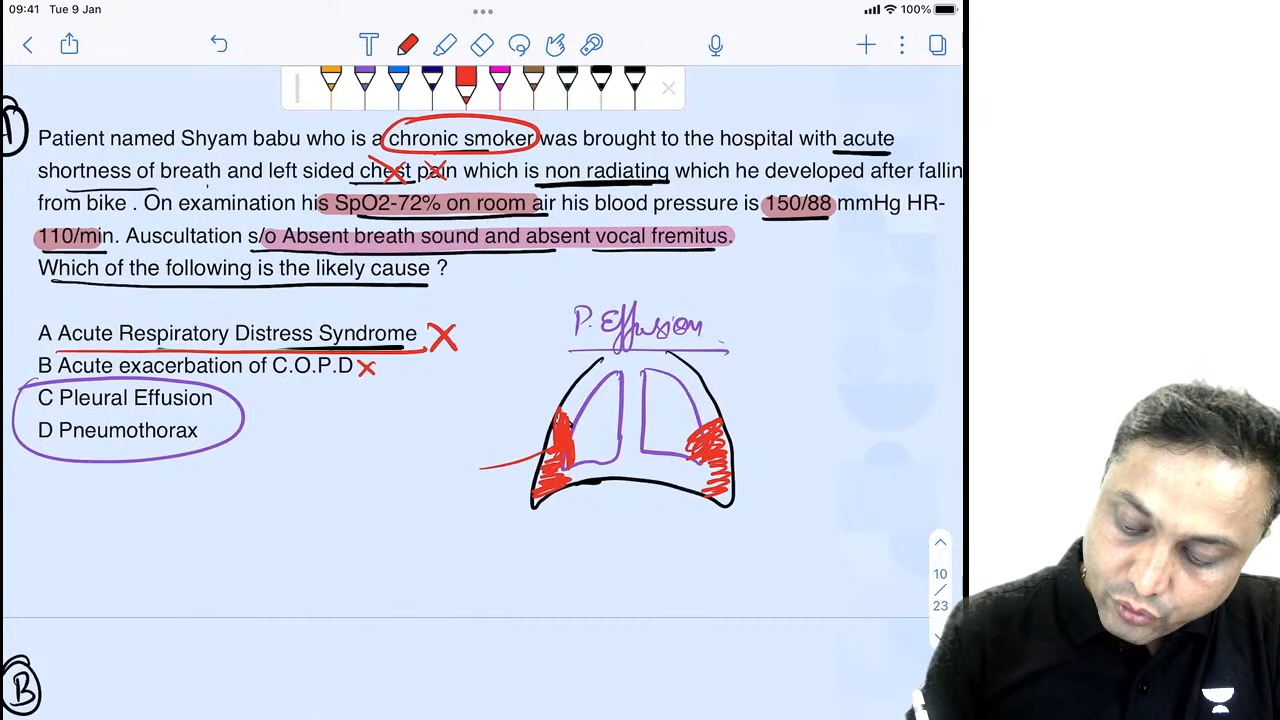 09:41 Tue 9 Jan
100%
T
1
Patient named Shyam babu who is a chronic smoker was brought to the hospital with acute
shortness of breath and left sided chest pain which is non radiating which he developed after fallin
from bike . On examination his SpO2-72% on room air his blood pressure is 150/88 mmHg HR-
110/min. Auscultation s/o Absent breath sound and absent vocal fremitus.
Which of the following is the likely cause ?
P. Effusion
A Acute Respiratory Distress Syndrome
B Acute exacerbation of C.O.P.D
C Pleural Effusion
D Pneumothorax
10
/
23
B